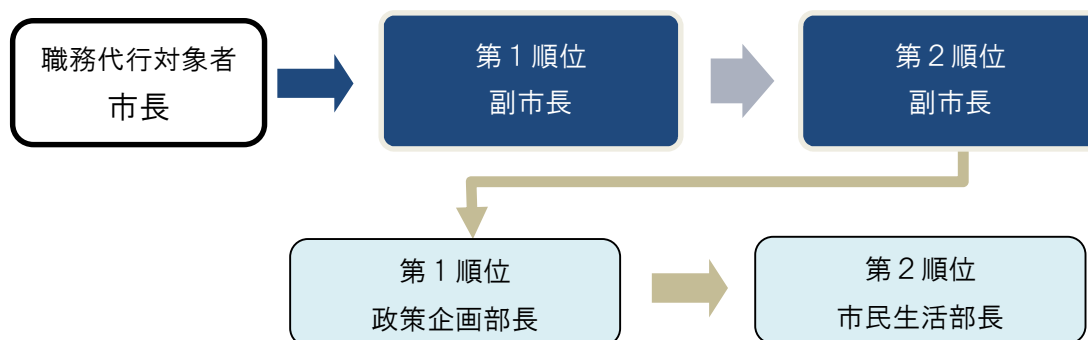 職務代行対象者
市長
第１順位
副市長
第２順位
副市長
第１順位
政策企画部長
第２順位
市民生活部長